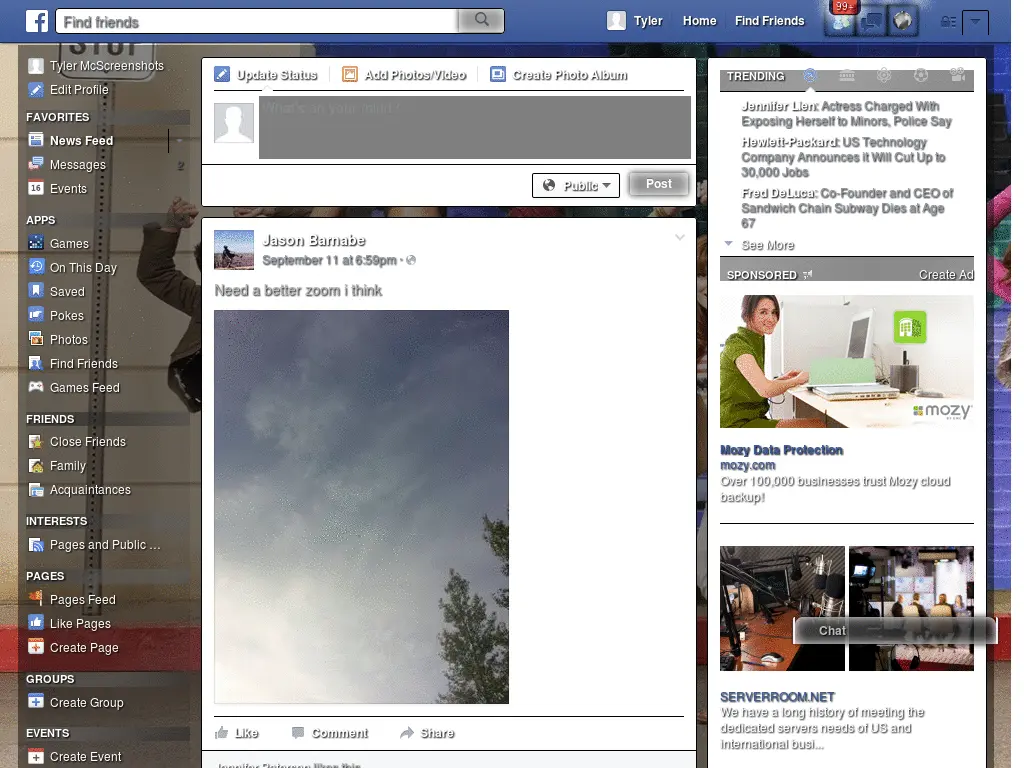 STOP
Find friends
Tyler
Home
Find Friends
99+
Tyler McScreenshots
Edit Profile
FAVORITES
News Feed
Messages
2
16
Events
APPS
Games
On This Day
Saved
Pokes
Photos
Find Friends
Games Feed
FRIENDS
Close Friends
Family
Acquaintances
INTERESTS
Pages and Public ...
PAGES
Pages Feed
Like Pages
Create Page
GROUPS
Create Group
EVENTS
Create Event
Update Status
Add Photos/Video
Create Photo Album
What's on your mind?
Public
Post
Jason Barnabe
September 11 at 6:59pm ·
Need a better zoom i think
Like
Comment
Share
Jennifer Peterson likes this.
TRENDING
Jennifer Lien: Actress Charged With
Exposing Herself to Minors, Police Say
Hewlett-Packard: US Technology
Company Announces it Will Cut Up to
30,000 Jobs
Fred DeLuca: Co-Founder and CEO of
Sandwich Chain Subway Dies at Age
67
See More
SPONSORED
Create Ad
mozy
Mozy Data Protection
mozy.com
Over 100,000 businesses trust Mozy cloud
backup!
Chat
SERVERROOM.NET
We have a long history of meeting the
dedicated servers needs of US and
international busi...